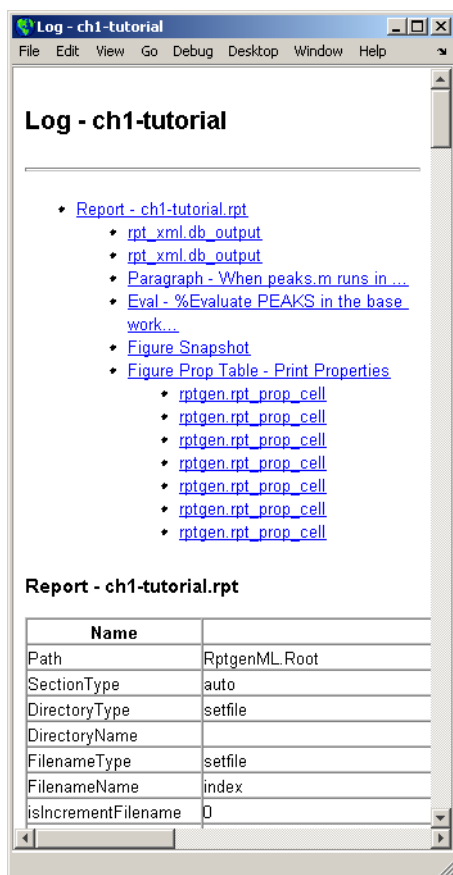 Log - ch1-tutorial
File Edit View Go Debug Desktop Window Help
Log - ch1-tutorial
Report - ch1-tutorial.rpt
rpt_xml.db_output
rpt_xml.db_output
Paragraph - When peaks.m runs in ...
Eval - %Evaluate PEAKS in the base
work...
Figure Snapshot
Figure Prop Table - Print Properties
rptgen.rpt_prop_cell
rptgen.rpt_prop_cell
rptgen.rpt_prop_cell
rptgen.rpt_prop_cell
rptgen.rpt_prop_cell
rptgen.rpt_prop_cell
rptgen.rpt_prop_cell
Report - ch1-tutorial.rpt
Name
Path RptgenML.Root
SectionType auto
DirectoryType setfile
DirectoryName
FilenameType setfile
FilenameName index
isIncrementFilename 0